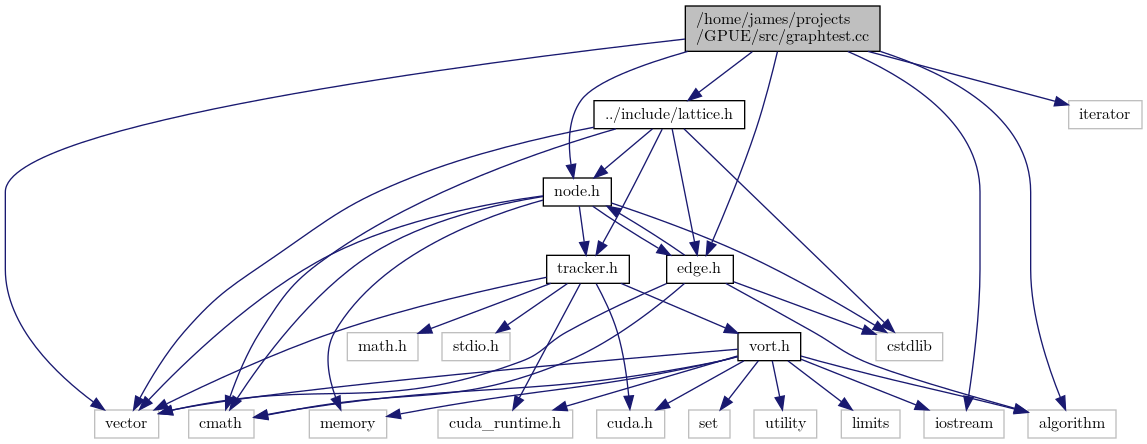 /home/james/projects
/GPUE/src/graphtest.cc
../include/lattice.h
iterator
node.h
tracker.h
edge.h
math.h
stdio.h
vort.h
cstdlib
vector
cmath
memory
cuda_runtime.h
cuda.h
set
utility
limits
iostream
algorithm